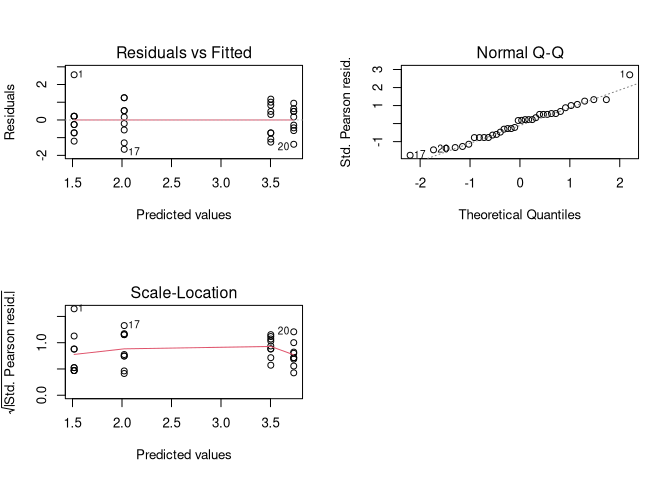 Residuals vs Fitted
Residuals
2
0
-2
1
17
20
1.5 2.0 2.5 3.0 3.5
Predicted values
Normal Q-Q
Std. Pearson resid.
3
2
1
-1
1
17
20
-2 -1 0 1 2
Theoretical Quantiles
Scale-Location
√|Std. Pearson resid.|
1.0
0.0
1
17
20
1.5 2.0 2.5 3.0 3.5
Predicted values